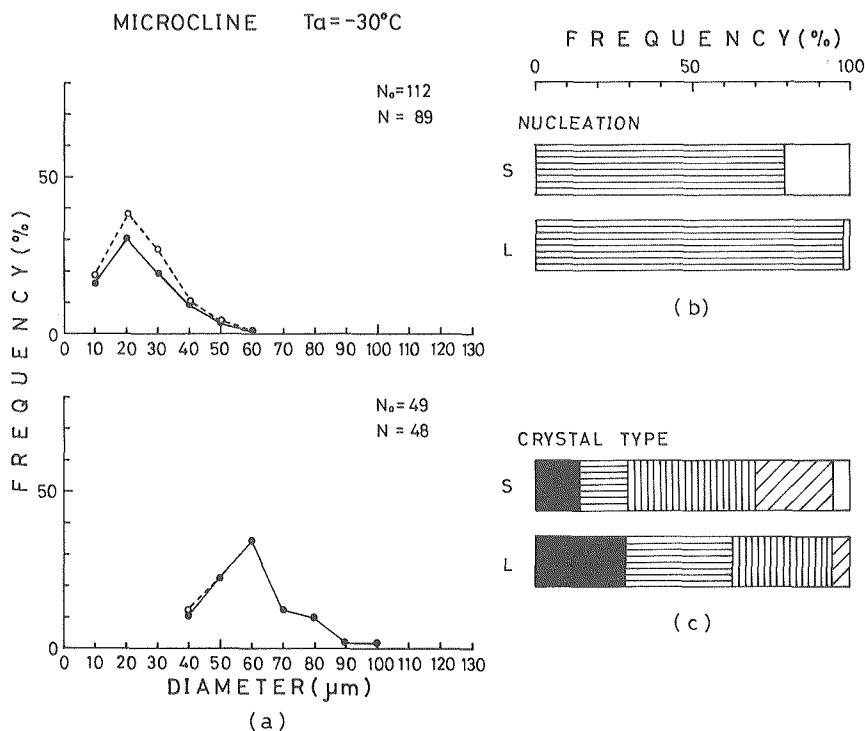 MICROCLINE Ta = -30°C
FREQUENCY (%)
N₀=112
N = 89
50
0
0 10 20 30 40 50 60 70 80 90 100 110 120 130
N₀=49
N = 48
50
0
0 10 20 30 40 50 60 70 80 90 100 110 120 130
DIAMETER (µm)
(a)
FREQUENCY (%)
0 50 100
NUCLEATION
S
L
(b)
CRYSTAL TYPE
S
L
(c)